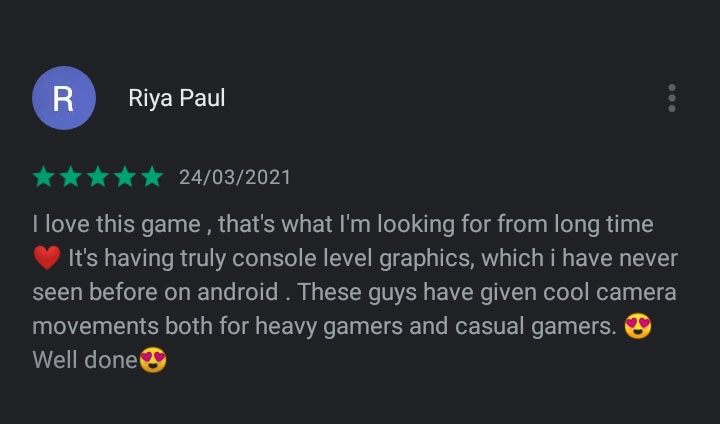 R
Riya Paul
24/03/2021
I love this game , that's what I'm looking for from long time
❤️ It's having truly console level graphics, which i have never
seen before on android . These guys have given cool camera
movements both for heavy gamers and casual gamers. 😍
Well done😍